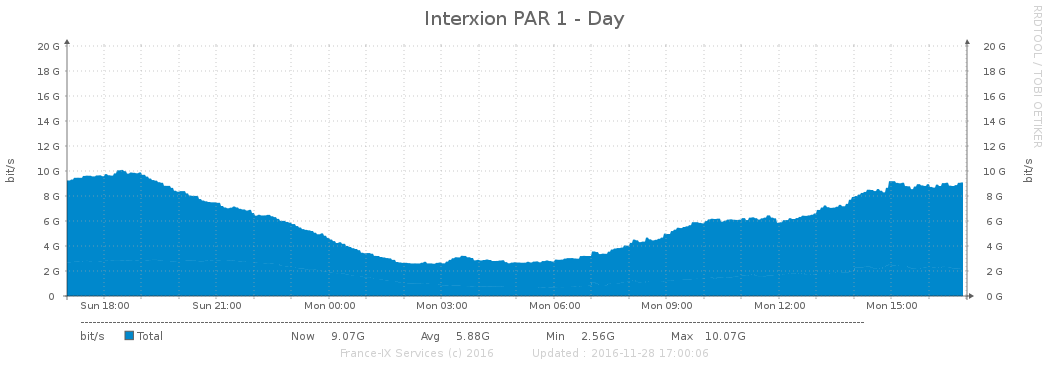 Interxion PAR 1 - Day
RRDTOOL / TOBI OETIKER
bit/s
bit/s
20 G 20 G
18 G 18 G
16 G 16 G
14 G 14 G
12 G 12 G
10 G 10 G
8 G 8 G
6 G 6 G
4 G 4 G
2 G 2 G
0 0 G
Sun 18:00 Sun 21:00 Mon 00:00 Mon 03:00 Mon 06:00 Mon 09:00 Mon 12:00 Mon 15:00
bit/s Total Now 9.07G Avg 5.88G Min 2.56G Max 10.07G
France-IX Services (c) 2016 Updated : 2016-11-28 17:00:06